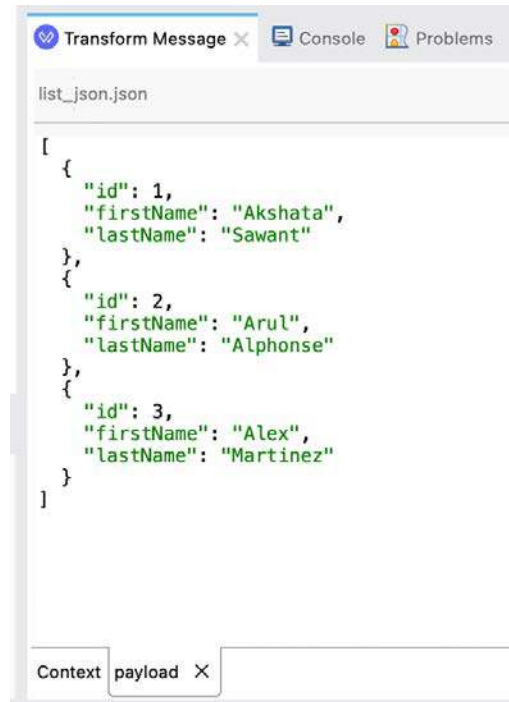 Transform Message Console Problems
list_json.json
[
  {
    "id": 1,
    "firstName": "Akshata",
    "lastName": "Sawant"
  },
  {
    "id": 2,
    "firstName": "Arul",
    "lastName": "Alphonse"
  },
  {
    "id": 3,
    "firstName": "Alex",
    "lastName": "Martinez"
  }
]
Context payload